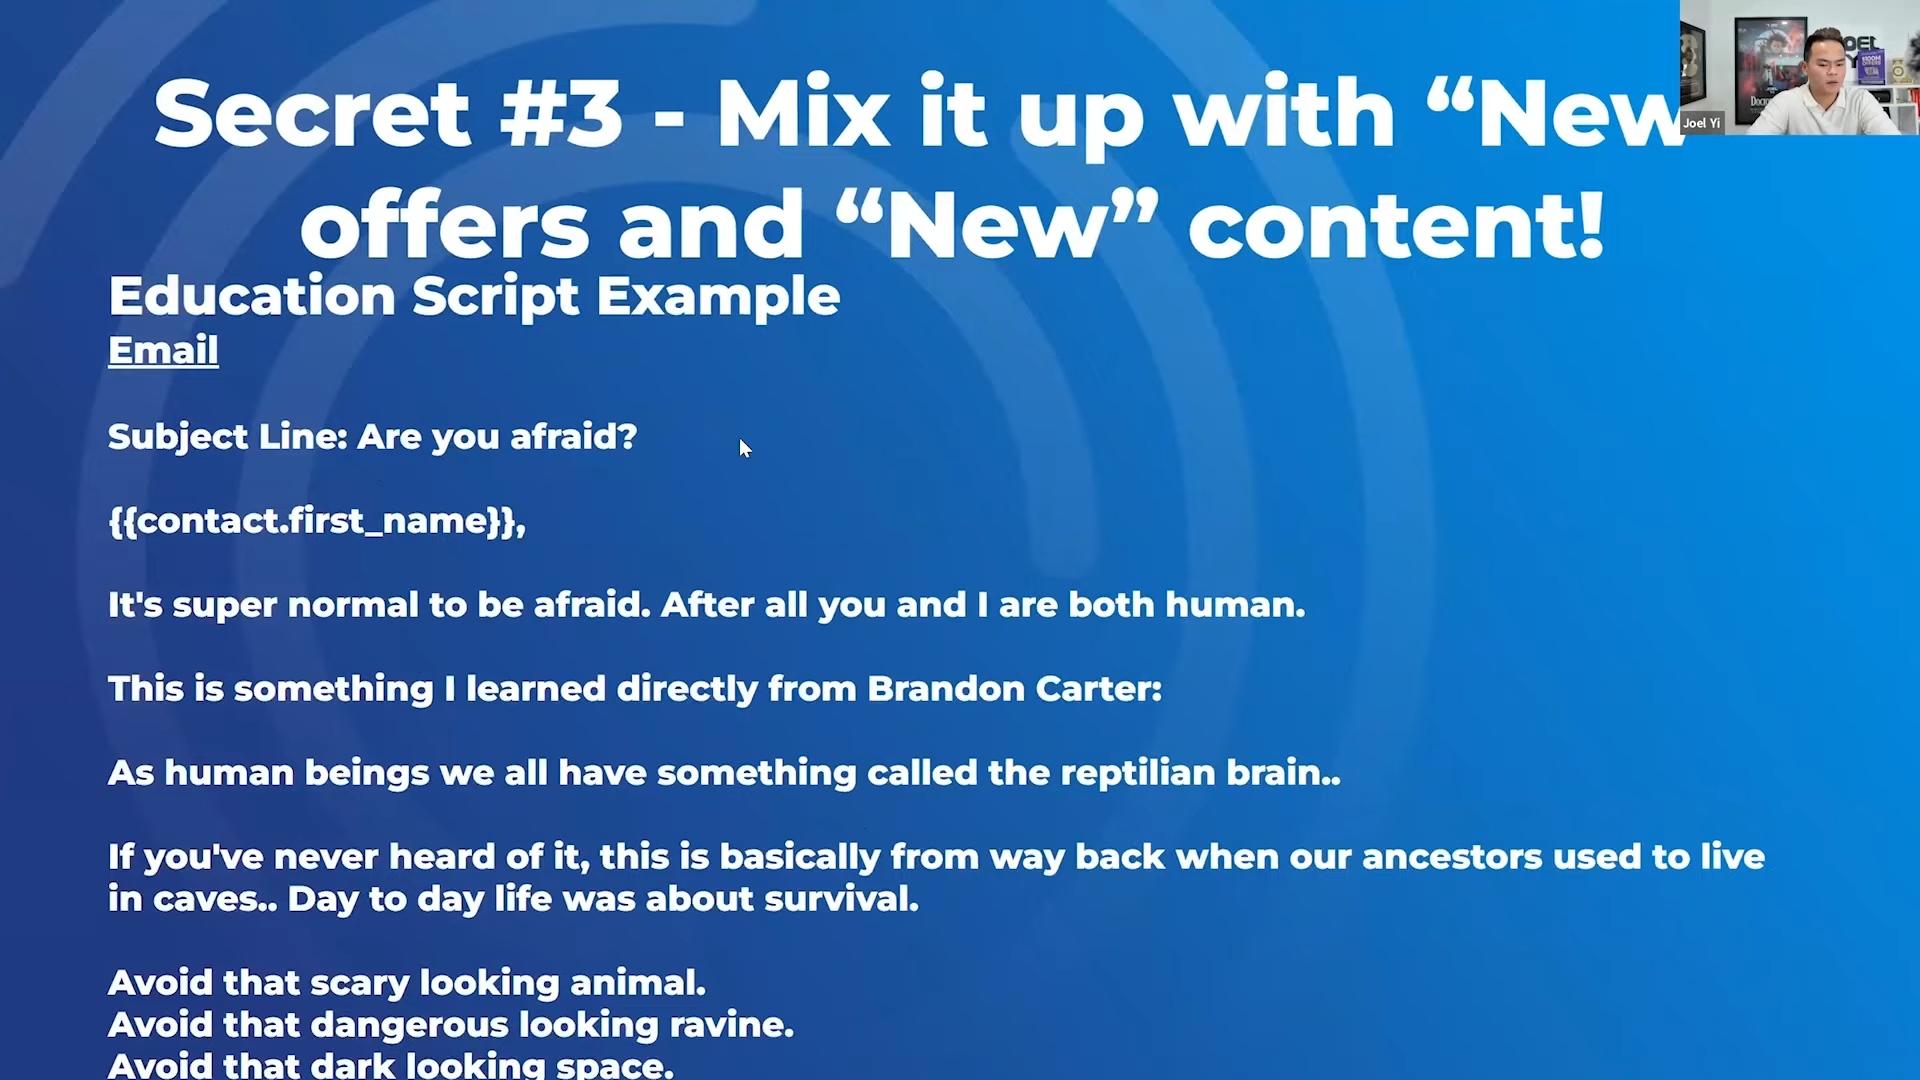 Secret #3 - Mix it up with “New
offers and “New” content!
Joel Yi
Education Script Example
Email
Subject Line: Are you afraid?
{{contact.first_name}},
It's super normal to be afraid. After all you and I are both human.
This is something I learned directly from Brandon Carter:
As human beings we all have something called the reptilian brain..
If you've never heard of it, this is basically from way back when our ancestors used to live
in caves.. Day to day life was about survival.
Avoid that scary looking animal.
Avoid that dangerous looking ravine.
Avoid that dark looking space.